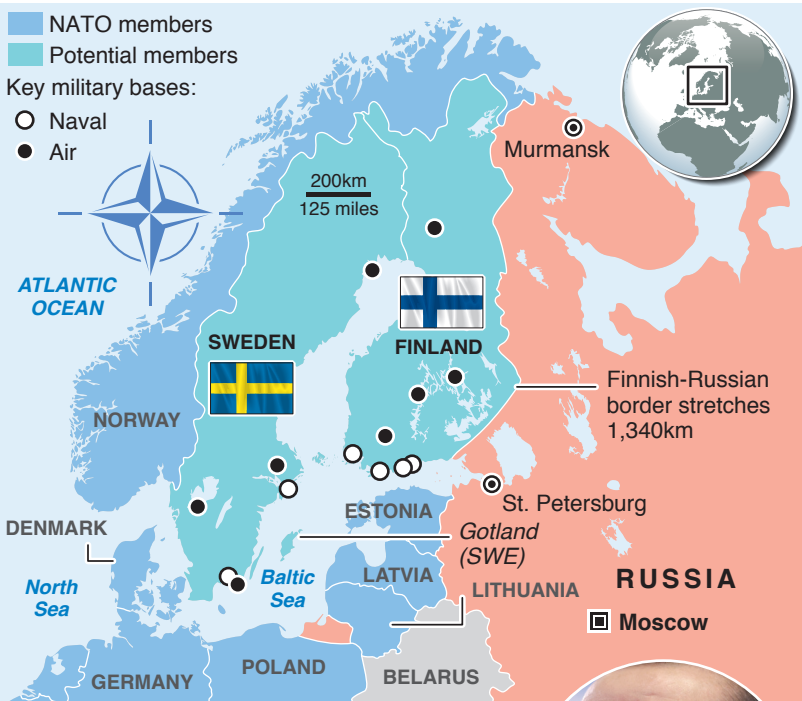 NATO members
Potential members
Key military bases:
Naval
Air
200km
125 miles
Murmansk
ATLANTIC
OCEAN
SWEDEN
FINLAND
NORWAY
Finnish-Russian
border stretches
1,340km
St. Petersburg
ESTONIA
Gotland
(SWE)
DENMARK
North
Sea
Baltic
Sea
LATVIA
LITHUANIA
RUSSIA
Moscow
GERMANY
POLAND
BELARUS